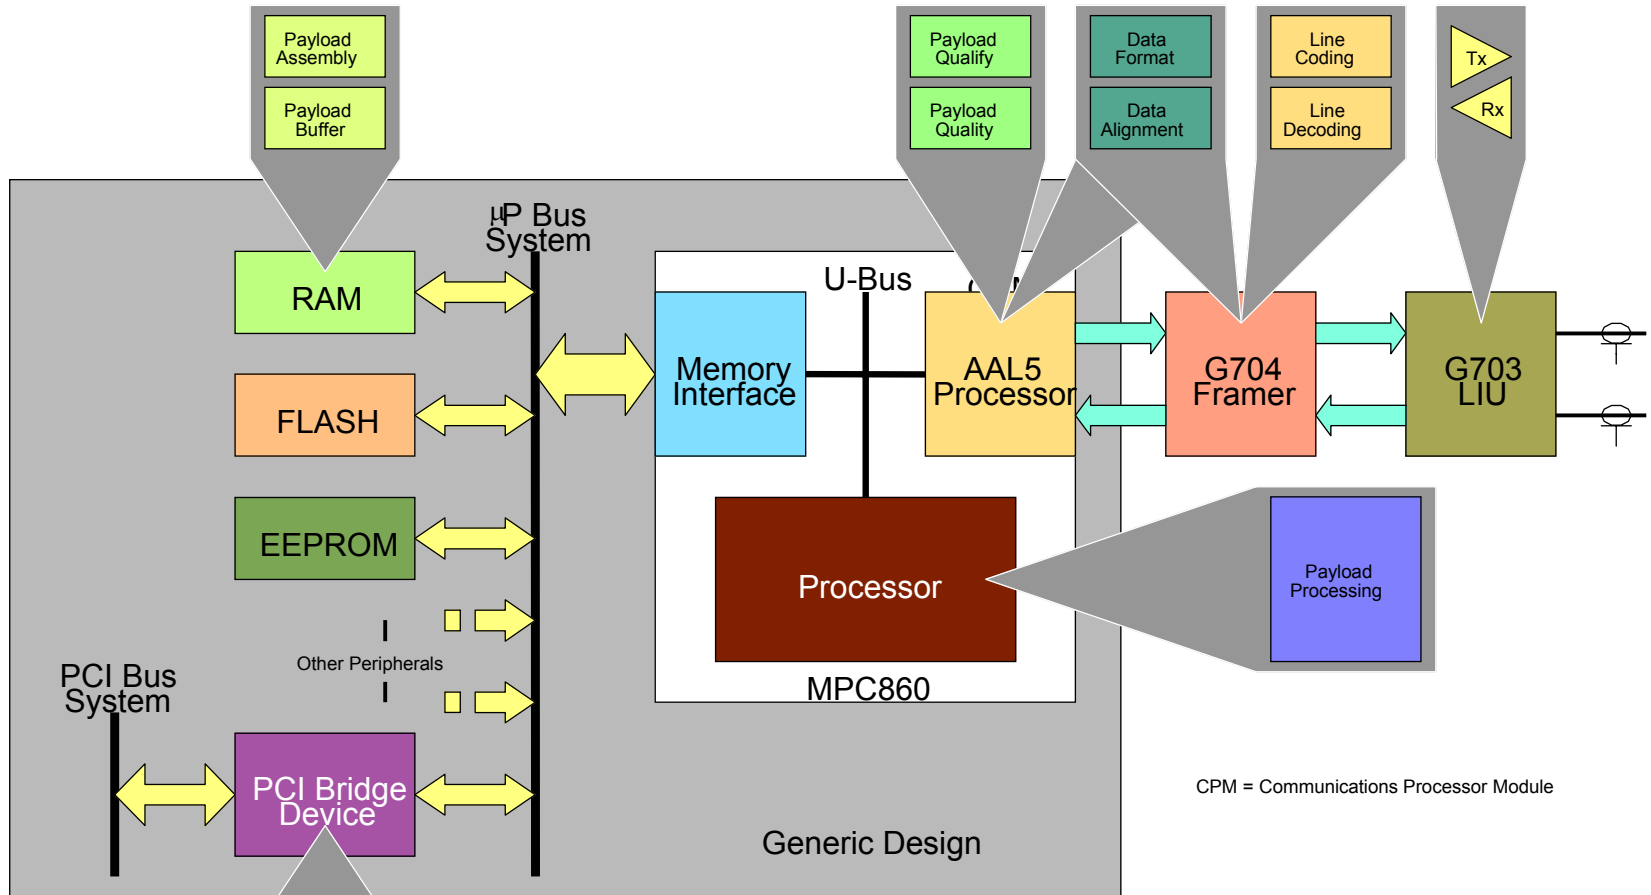 Payload
Assembly
Payload
Buffer
Payload
Qualify
Payload
Quality
Data
Format
Data
Alignment
Line
Coding
Line
Decoding
Tx
Rx
µP Bus
System
RAM
FLASH
EEPROM
Other Peripherals
PCI Bus
System
PCI Bridge
Device
U-Bus
Memory
Interface
AAL5
Processor
G704
Framer
G703
LIU
Processor
MPC860
Payload
Processing
CPM = Communications Processor Module
Generic Design